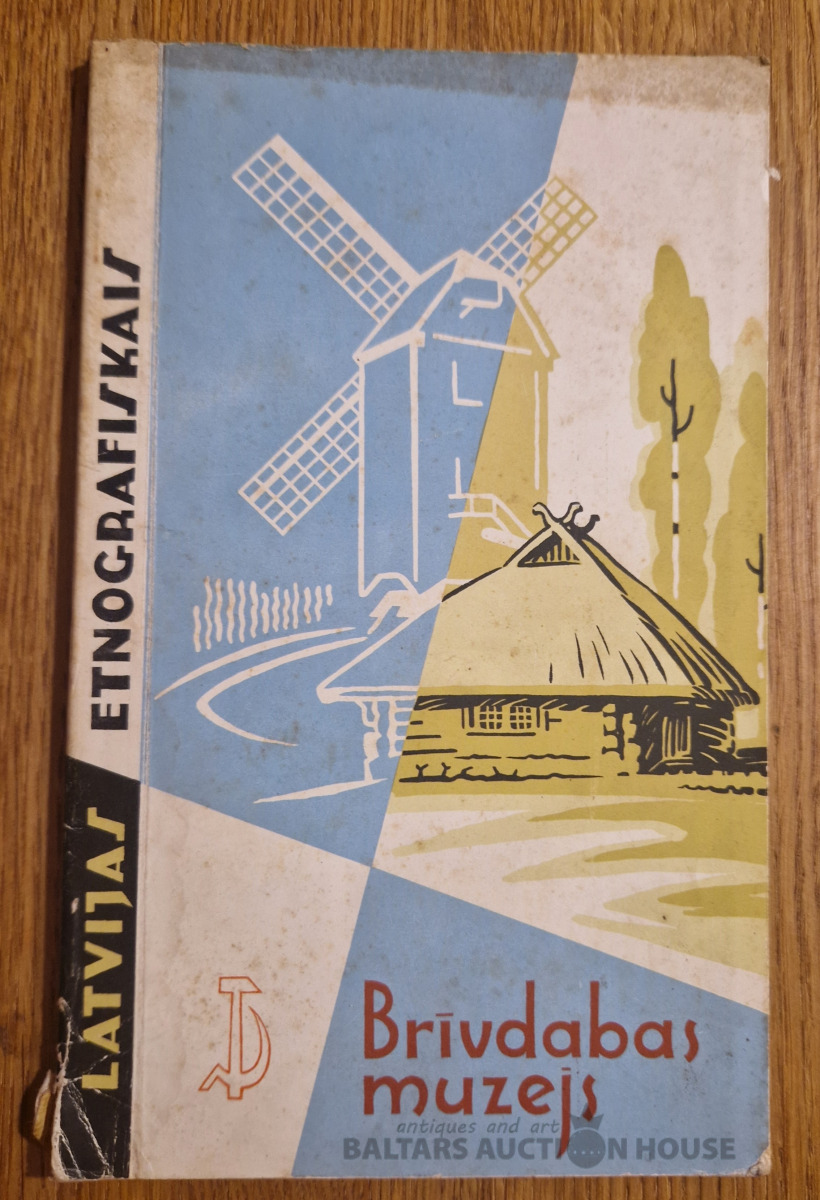 LATVIJAS ETNOGRAFISKAIS
Brīvdabas
muzejs
antiques and art
BALTARS AUCTION HOUSE